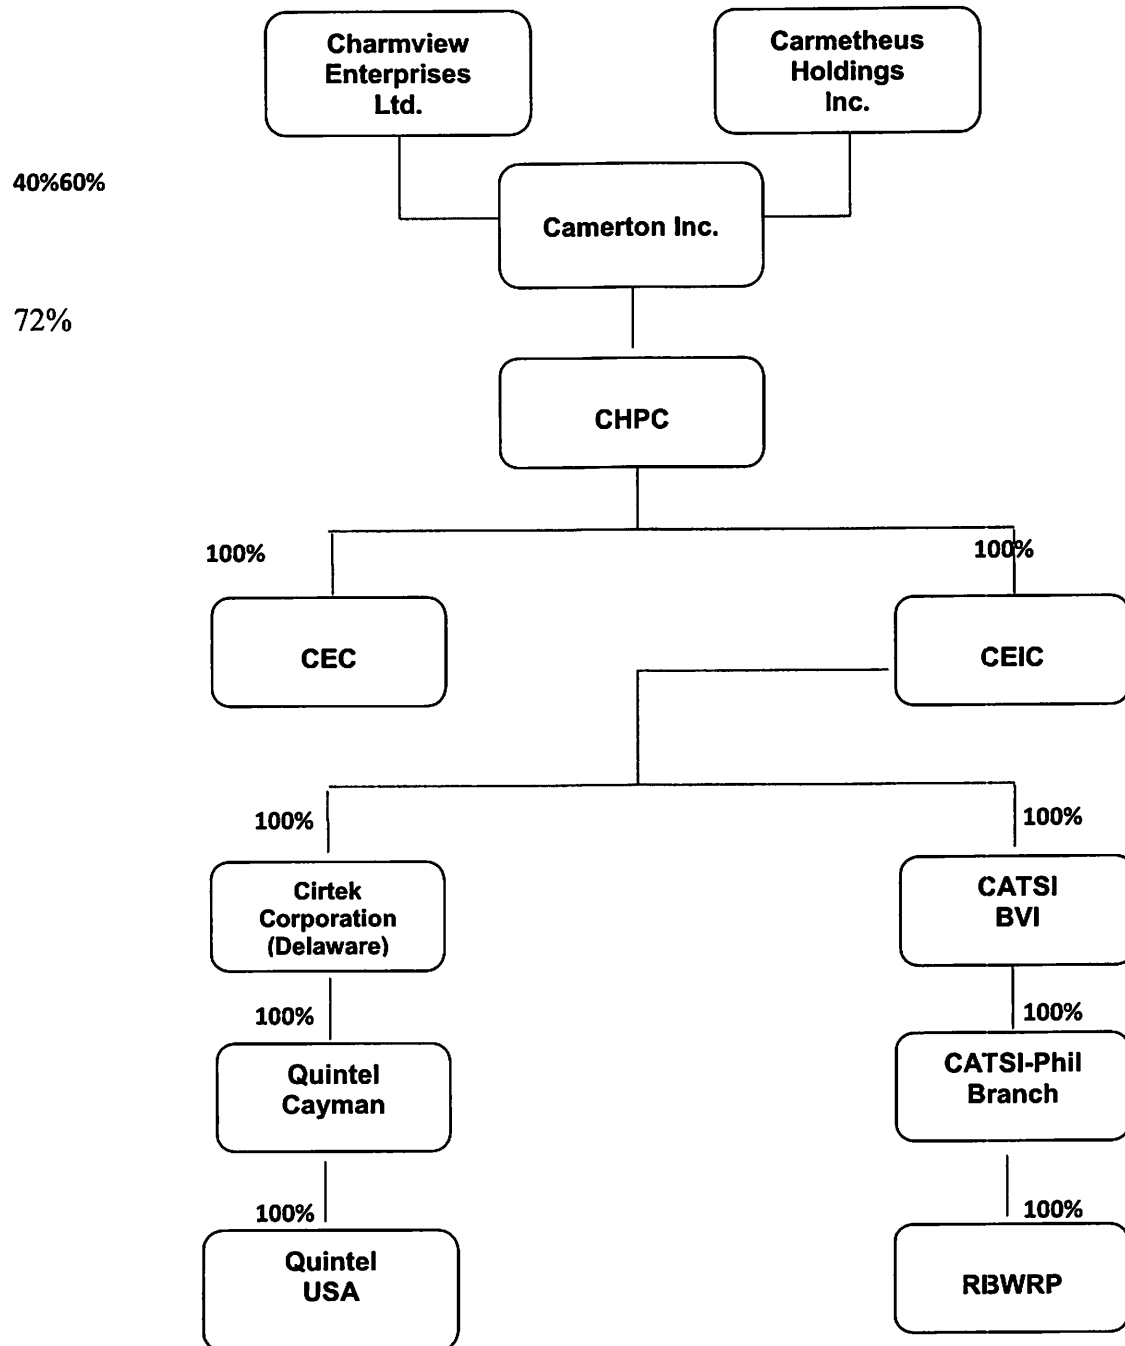 Charmview
Enterprises
Ltd.
Carmetheus
Holdings
Inc.
40%60%
Camerton Inc.
72%
CHPC
100%
100%
CEC
CEIC
100%
100%
Cirtek
Corporation
(Delaware)
CATSI
BVI
100%
100%
Quintel
Cayman
CATSI-Phil
Branch
100%
100%
Quintel
USA
RBWRP